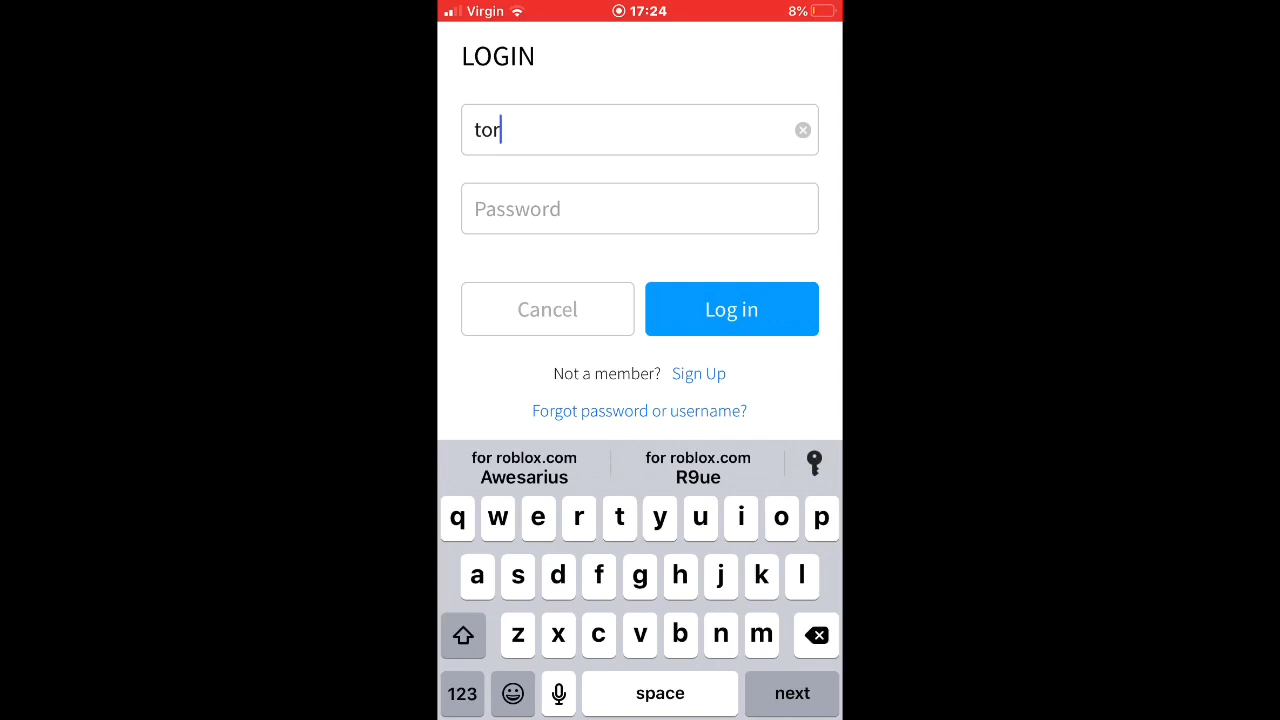 Virgin 17:24 8%
LOGIN
tor
Password
Cancel Log in
Not a member? Sign Up
Forgot password or username?
for roblox.com for roblox.com
Awesarius R9ue
q w e r t y u i o p
a s d f g h j k l
z x c v b n m
123 space next